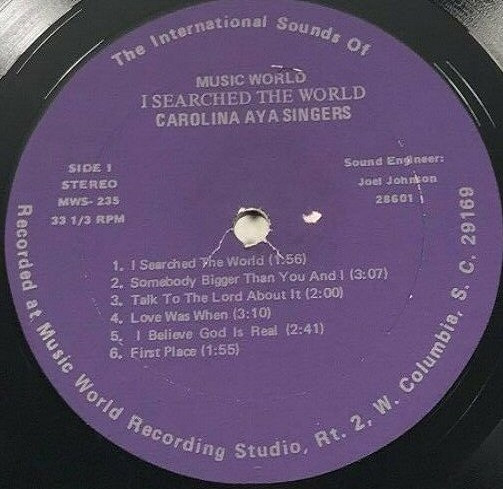 The International Sounds Of
MUSIC WORLD
I SEARCHED THE WORLD
CAROLINA AYA SINGERS
SIDE 1
STEREO
MWS- 235
33 1/3 RPM
Sound Engineer:
Joel Johnson
28601
1. I Searched The World (1:56)
2. Somebody Bigger Than You And I (3:07)
3. Talk To The Lord About It (2:00)
4. Love Was When (3:10)
5. I Believe God Is Real (2:41)
6. First Place (1:55)
Recorded at Music World Recording Studio, Rt. 2, W. Columbia, S. C. 29169